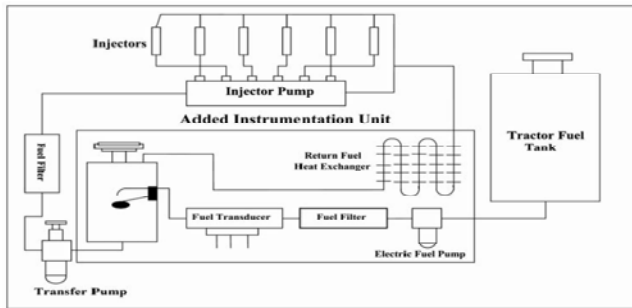 Injectors
Injector Pump
Added Instrumentation Unit
Tractor Fuel
Tank
Fuel Filter
Return Fuel
Heat Exchanger
Fuel Transducer
Fuel Filter
Electric Fuel Pump
Transfer Pump